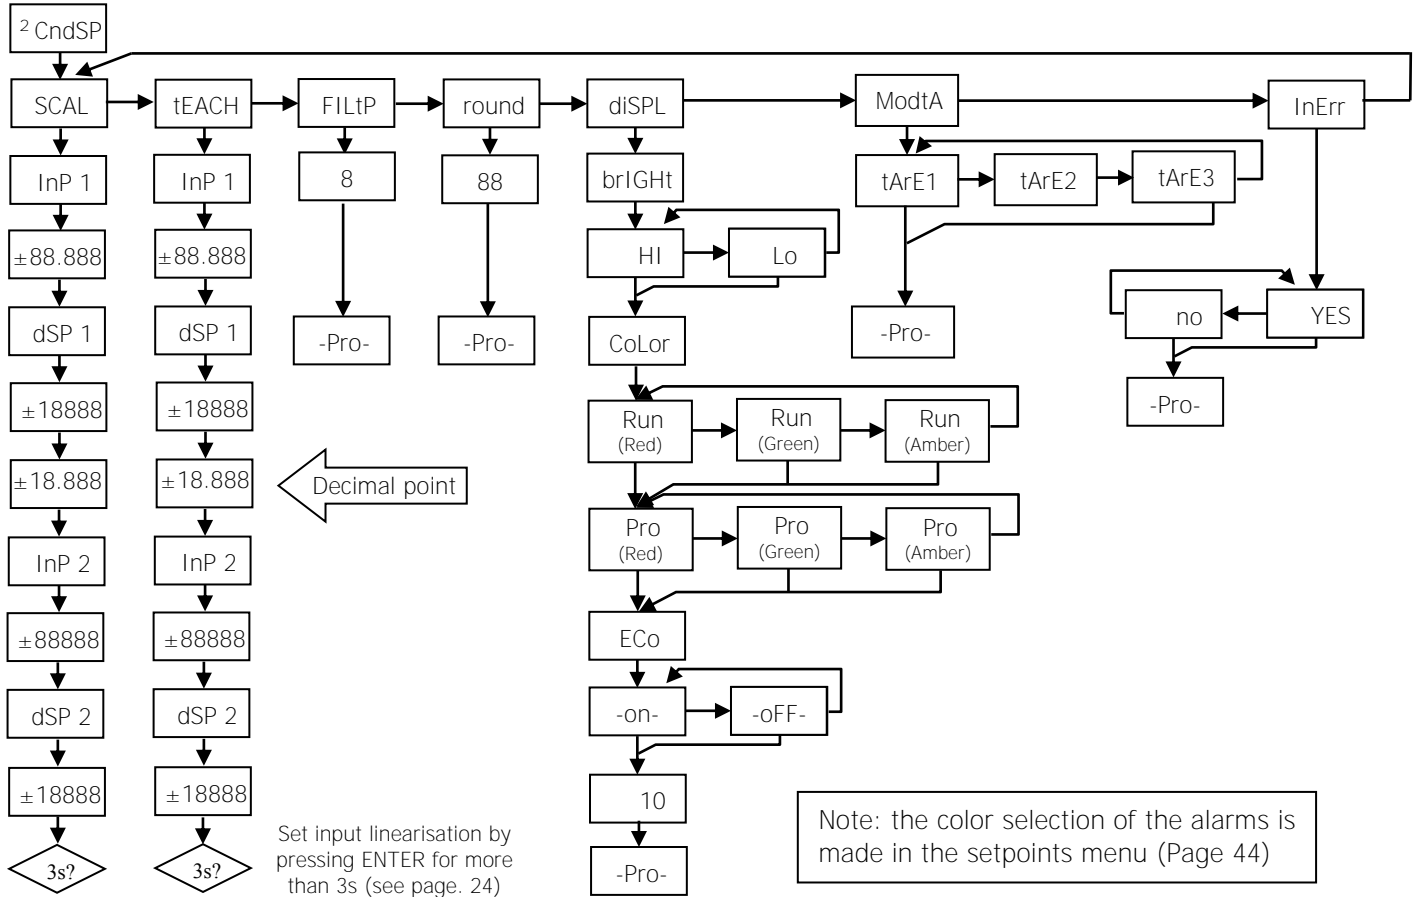 ² CndSP
SCAL
tEACH
FILtP
round
diSPL
ModtA
InErr
InP 1
±88.888
dSP 1
±18888
±18.888
InP 2
±88888
dSP 2
±18888
3s?
InP 1
±88.888
dSP 1
±18888
±18.888
InP 2
±88888
dSP 2
±18888
3s?
Decimal point
Set input linearisation by
pressing ENTER for more
than 3s (see page. 24)
8
-Pro-
88
-Pro-
brIGHt
HI
Lo
CoLor
Run
(Red)
Run
(Green)
Run
(Amber)
Pro
(Red)
Pro
(Green)
Pro
(Amber)
ECo
-on-
-oFF-
10
-Pro-
tArE1
tArE2
tArE3
-Pro-
no
YES
-Pro-
Note: the color selection of the alarms is
made in the setpoints menu (Page 44)